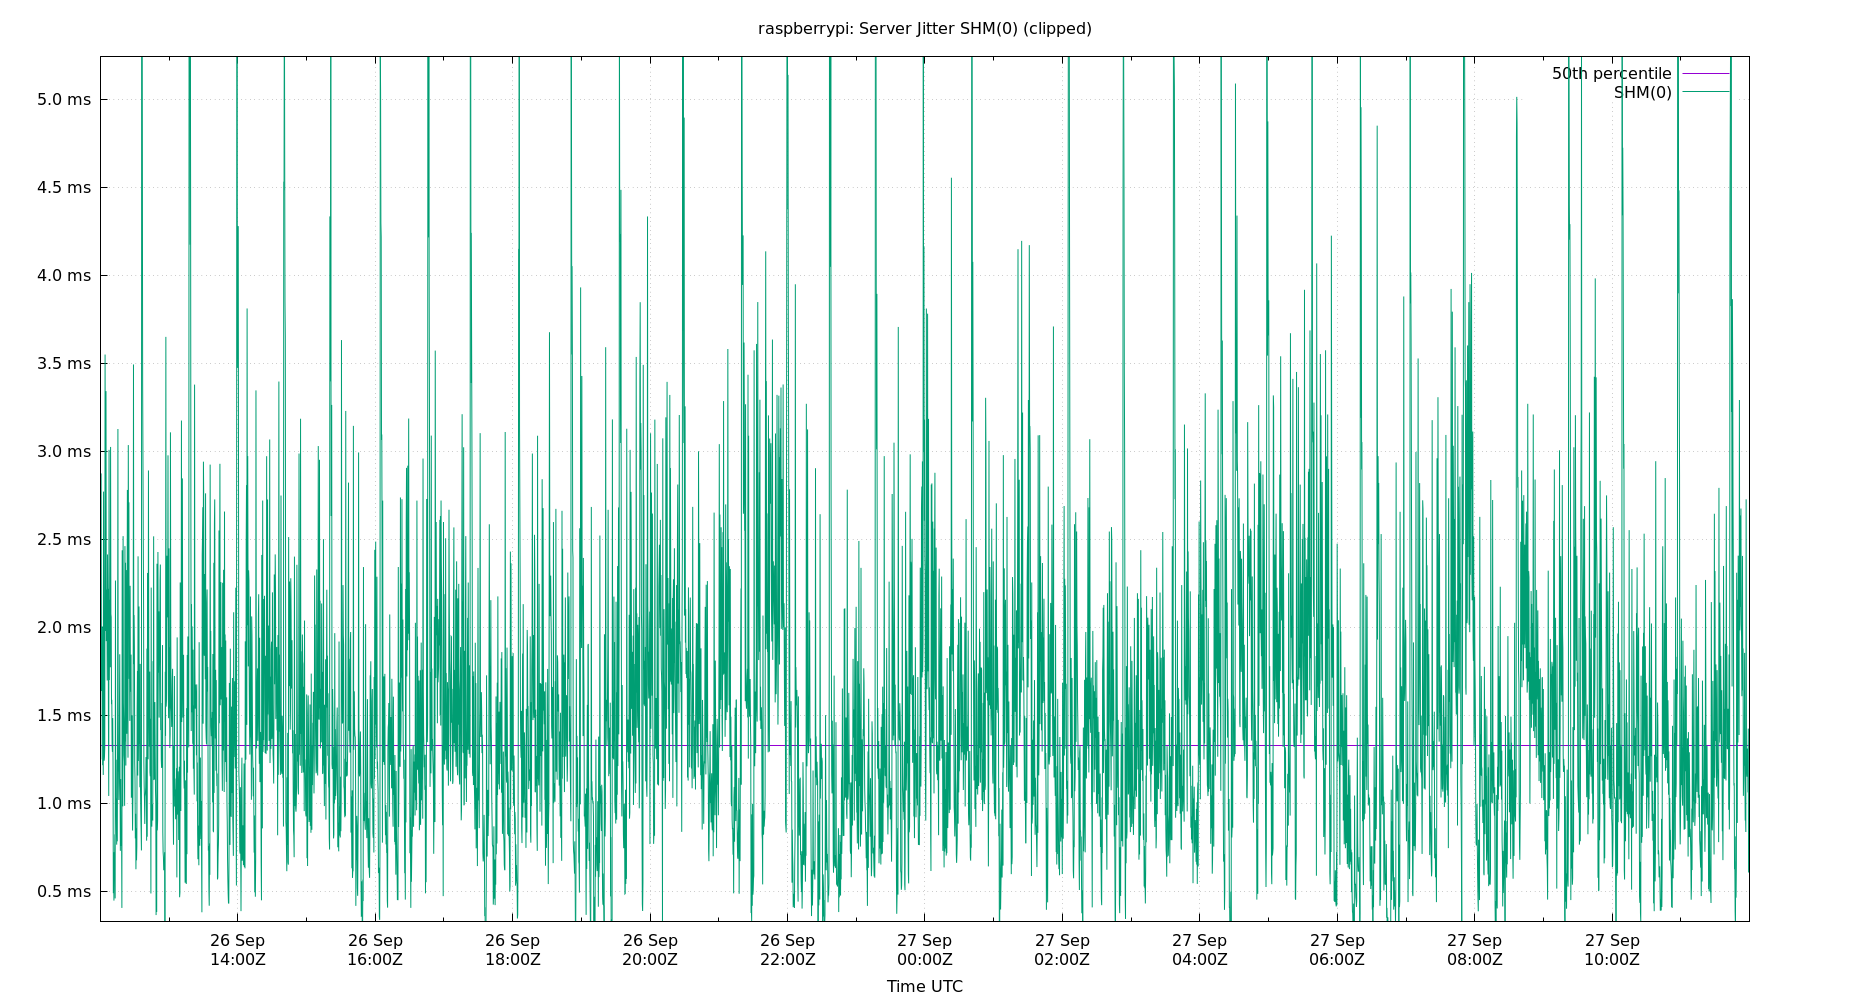 raspberrypi: Server Jitter SHM(0) (clipped)
50th percentile
SHM(0)
5.0 ms
4.5 ms
4.0 ms
3.5 ms
3.0 ms
2.5 ms
2.0 ms
1.5 ms
1.0 ms
0.5 ms
26 Sep 26 Sep 26 Sep 26 Sep 26 Sep 27 Sep 27 Sep 27 Sep 27 Sep 27 Sep 27 Sep
14:00Z 16:00Z 18:00Z 20:00Z 22:00Z 00:00Z 02:00Z 04:00Z 06:00Z 08:00Z 10:00Z
Time UTC